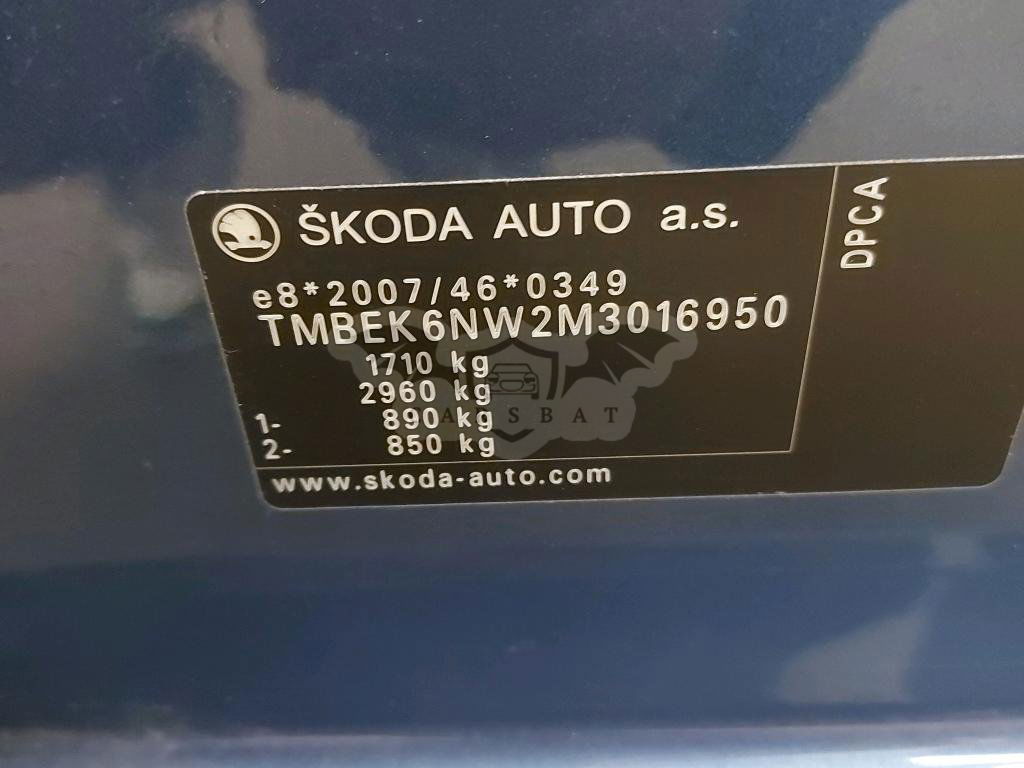 ŠKODA AUTO a.s.
DPCA
e8*2007/46*0349
TMBEK6NW2M3016950
1710 kg
2960 kg
1- 890 kg
2- 850 kg
www.skoda-auto.com